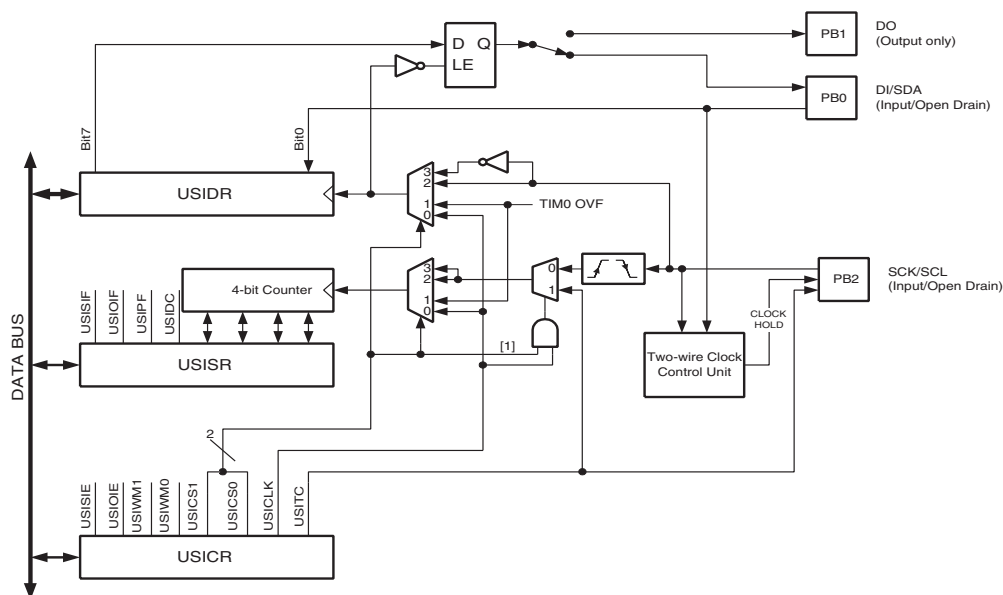 DO
(Output only)
PB1
D Q
LE
DI/SDA
(Input/Open Drain)
PB0
Bit7
Bit0
USIDR
3
2
1
0
TIM0 OVF
DATA BUS
4-bit Counter
3
2
1
0
0
1
SCK/SCL
(Input/Open Drain)
PB2
CLOCK
HOLD
USISIF
USIOIF
USIPF
USIDC
USISR
[1]
Two-wire Clock
Control Unit
2
USISIE
USIOIE
USIWM1
USIWM0
USICS1
USICS0
USICLK
USITC
USICR